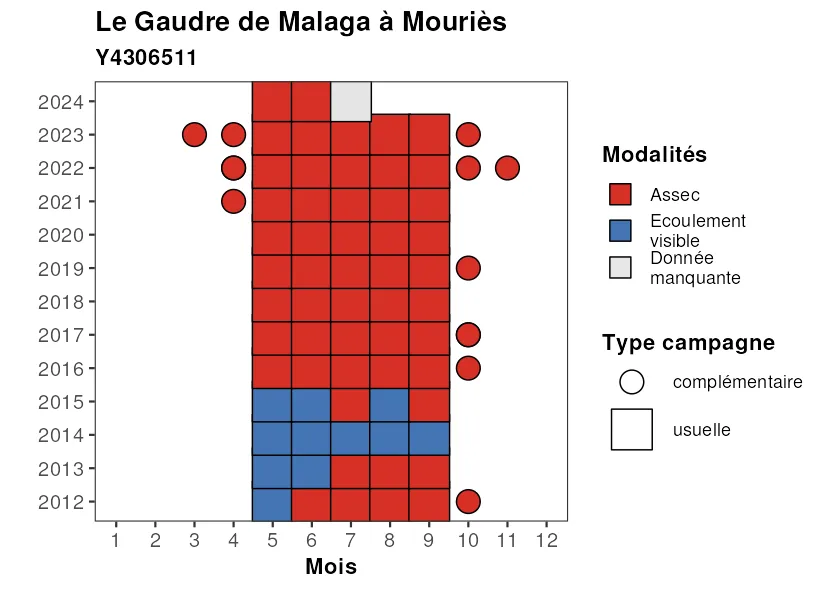 Le Gaudre de Malaga à Mouriès
Y4306511
2024
2023
2022
2021
2020
2019
2018
2017
2016
2015
2014
2013
2012
1 2 3 4 5 6 7 8 9 10 11 12
Mois
Modalités
Assec
Ecoulement
visible
Donnée
manquante
Type campagne
complémentaire
usuelle